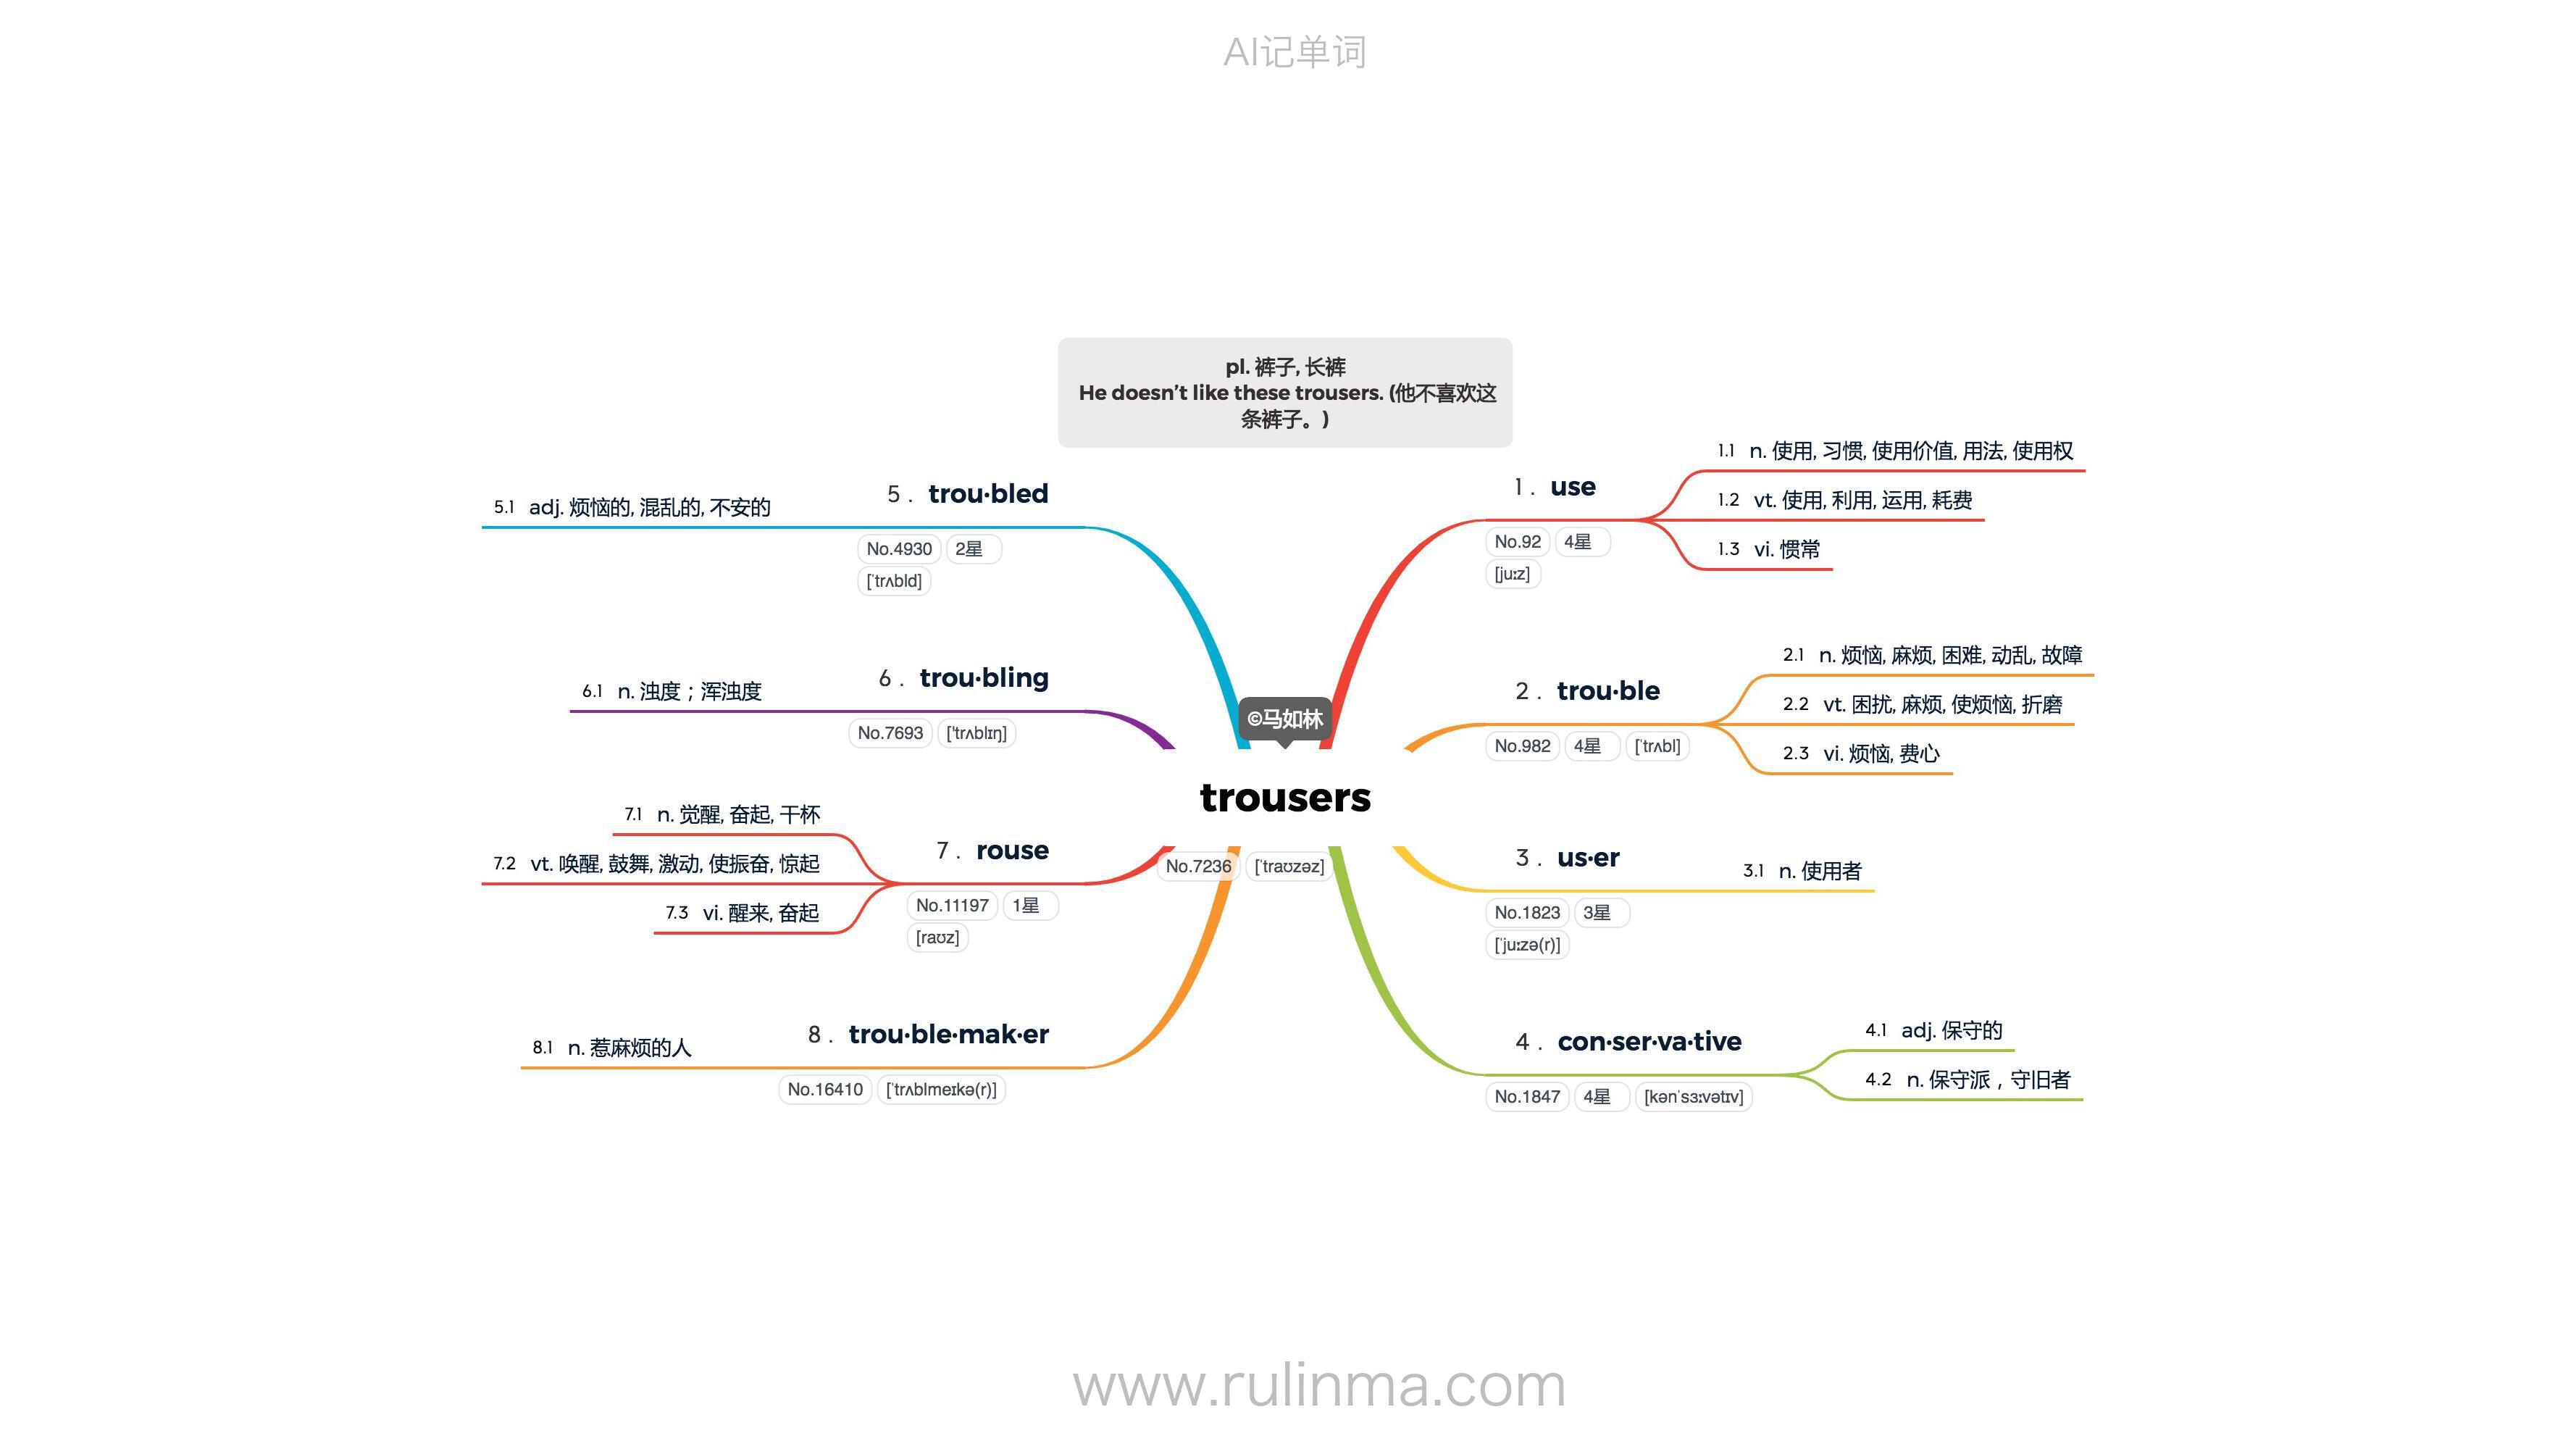 AI记单词
pl. 裤子, 长裤
He doesn’t like these trousers. (他不喜欢这
条裤子。)
©马如林
trousers
No.7236 [ˈtraʊzəz]
1 . use
No.92 4星
[juːz]
1.1 n. 使用, 习惯, 使用价值, 用法, 使用权
1.2 vt. 使用, 利用, 运用, 耗费
1.3 vi. 惯常
2 . trou·ble
No.982 4星 [ˈtrʌbl]
2.1 n. 烦恼, 麻烦, 困难, 动乱, 故障
2.2 vt. 困扰, 麻烦, 使烦恼, 折磨
2.3 vi. 烦恼, 费心
3 . us·er
No.1823 3星
[ˈjuːzə(r)]
3.1 n. 使用者
4 . con·ser·va·tive
No.1847 4星 [kənˈsɜːvətɪv]
4.1 adj. 保守的
4.2 n. 保守派，守旧者
5 . trou·bled
No.4930 2星
[ˈtrʌbld]
5.1 adj. 烦恼的, 混乱的, 不安的
6 . trou·bling
No.7693 ['trʌblɪŋ]
6.1 n. 浊度；浑浊度
7 . rouse
No.11197 1星
[raʊz]
7.1 n. 觉醒, 奋起, 干杯
7.2 vt. 唤醒, 鼓舞, 激动, 使振奋, 惊起
7.3 vi. 醒来, 奋起
8 . trou·ble·mak·er
No.16410 [ˈtrʌblmeɪkə(r)]
8.1 n. 惹麻烦的人
www.rulinma.com